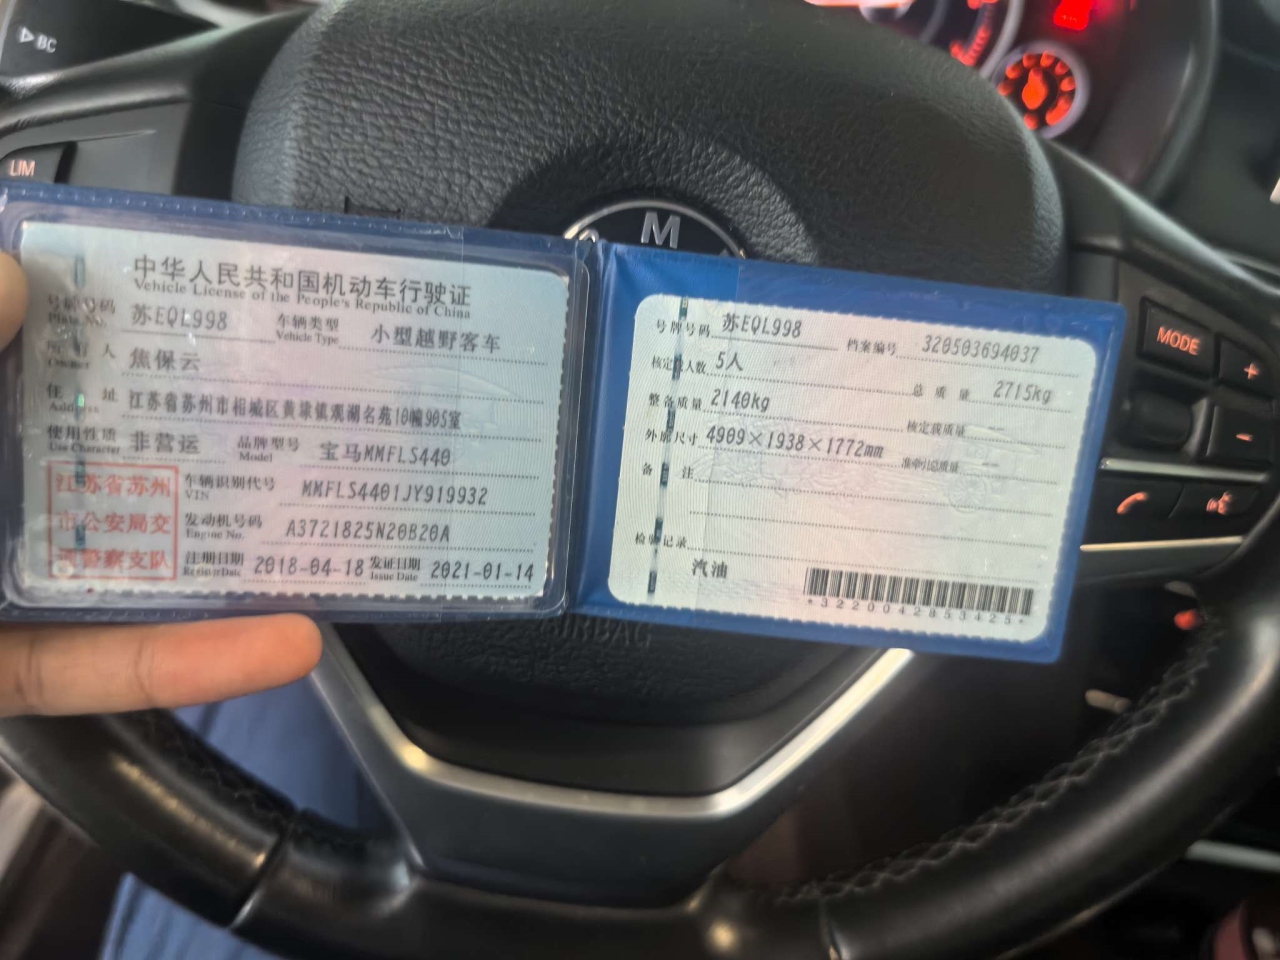 BC
LIM
M
中华人民共和国机动车行驶证
Vehicle License of the People's Republic of China
号牌号码 苏EQL998 车辆类型 小型越野客车
Plate No. Vehicle Type
所有人 焦保云
Owner
住 址 江苏省苏州市相城区黄埭镇观湖名苑10幢905室
Address
使用性质 非营运 品牌型号 宝马MMFLS440
Use Character Model
江苏省苏州
市公安局交
通警察支队
车辆识别代号 MMFLS4401JY919932
VIN
发动机号码 A3721825N20B20A
Engine No.
注册日期 2018-04-18 发证日期 2021-01-14
Register Date Issue Date
号牌号码 苏EQL998 档案编号 320503694037
核定载人数 5人 总质量 2715kg
整备质量 2140kg 核定载质量 —
外廓尺寸 4909×1938×1772mm 准牵引总质量 —
备 注
检验记录
汽油
*3220042853425*
MODE
+
-